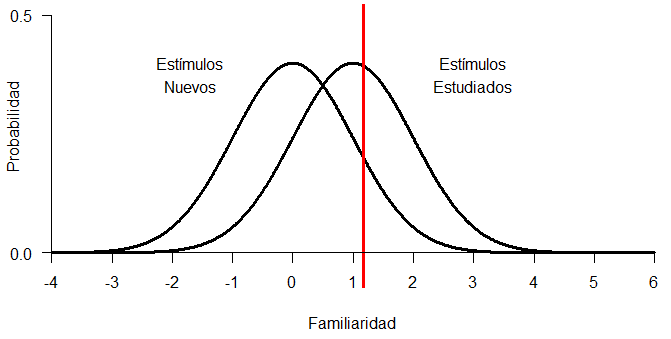 0.5
Estímulos
Nuevos
Estímulos
Estudiados
Probabilidad
0.0
-4 -3 -2 -1 0 1 2 3 4 5 6
Familiaridad